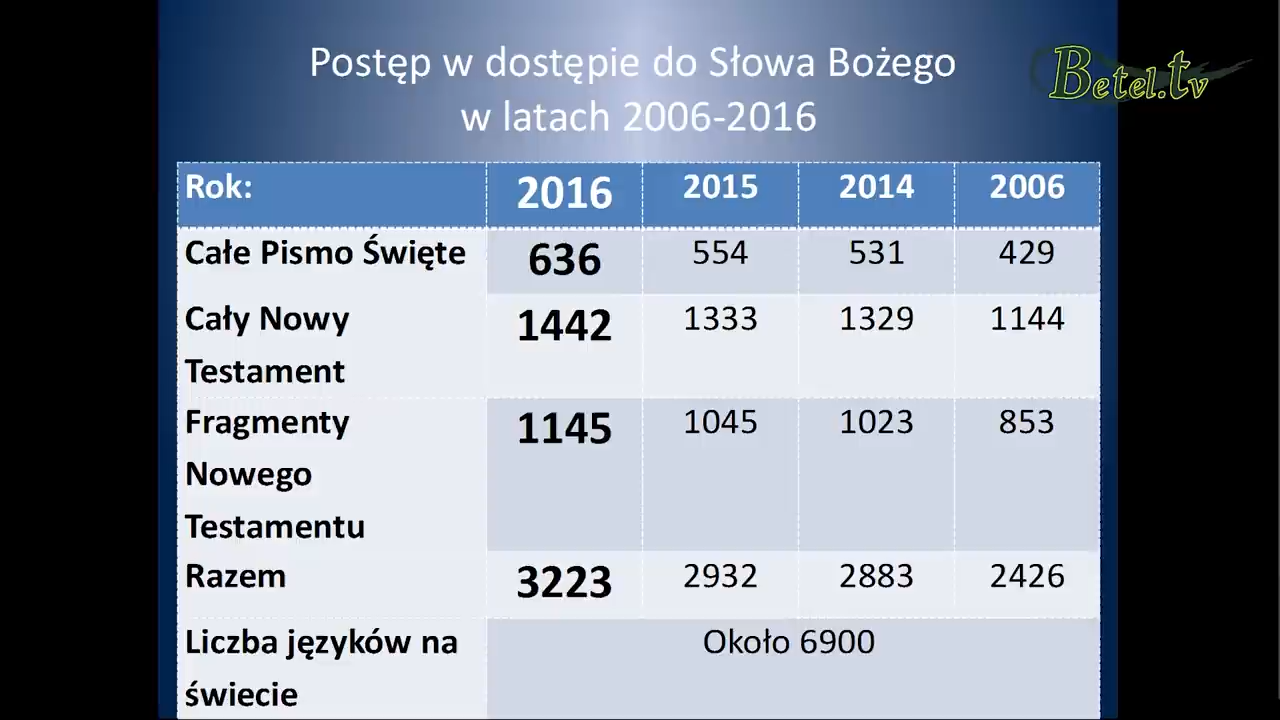 Postęp w dostępie do Słowa Bożego
w latach 2006-2016
Betel.tv
Rok: 2016 2015 2014 2006
Całe Pismo Święte 636 554 531 429
Cały Nowy 1442 1333 1329 1144
Testament
Fragmenty 1145 1045 1023 853
Nowego
Testamentu
Razem 3223 2932 2883 2426
Liczba języków na Około 6900
świecie